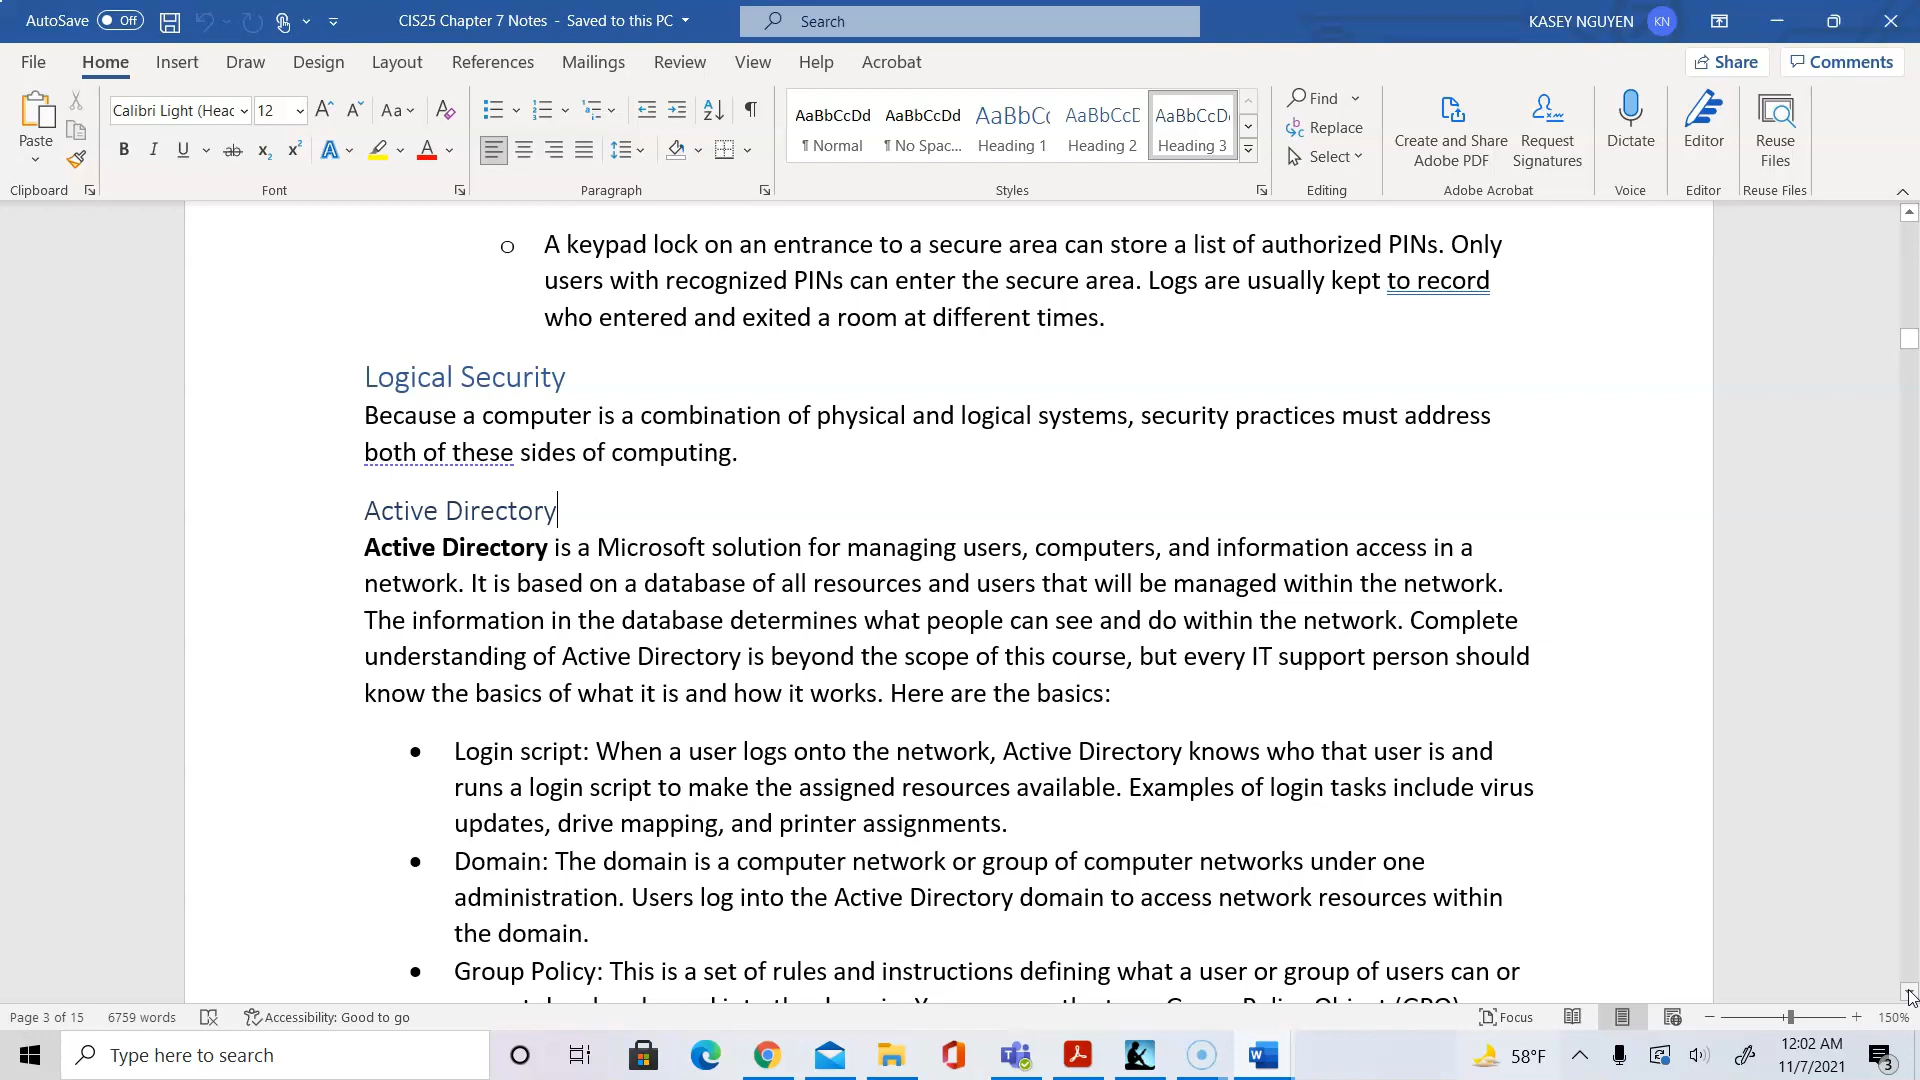 AutoSave Off CIS25 Chapter 7 Notes - Saved to this PC Search KASEY NGUYEN KN
File Home Insert Draw Design Layout References Mailings Review View Help Acrobat Share Comments
Paste
Clipboard
Calibri Light (Heac 12 Aa
B I U ab x₂ x² A A
Font
Paragraph
AaBbCcDd AaBbCcDd AaBbCc AaBbCcD AaBbCcD
¶ Normal ¶ No Spac... Heading 1 Heading 2 Heading 3
Styles
Find
Replace
Select
Editing
Create and Share Adobe PDF
Request Signatures
Adobe Acrobat
Dictate
Voice
Editor
Editor
Reuse Files
Reuse Files
o A keypad lock on an entrance to a secure area can store a list of authorized PINs. Only
users with recognized PINs can enter the secure area. Logs are usually kept to record
who entered and exited a room at different times.
Logical Security
Because a computer is a combination of physical and logical systems, security practices must address
both of these sides of computing.
Active Directory
Active Directory is a Microsoft solution for managing users, computers, and information access in a
network. It is based on a database of all resources and users that will be managed within the network.
The information in the database determines what people can see and do within the network. Complete
understanding of Active Directory is beyond the scope of this course, but every IT support person should
know the basics of what it is and how it works. Here are the basics:
• Login script: When a user logs onto the network, Active Directory knows who that user is and
runs a login script to make the assigned resources available. Examples of login tasks include virus
updates, drive mapping, and printer assignments.
• Domain: The domain is a computer network or group of computer networks under one
administration. Users log into the Active Directory domain to access network resources within
the domain.
• Group Policy: This is a set of rules and instructions defining what a user or group of users can or
Group Policy Object (GPO)
Page 3 of 15 6759 words Accessibility: Good to go Focus 150%
Type here to search 58°F 12:02 AM
11/7/2021 3